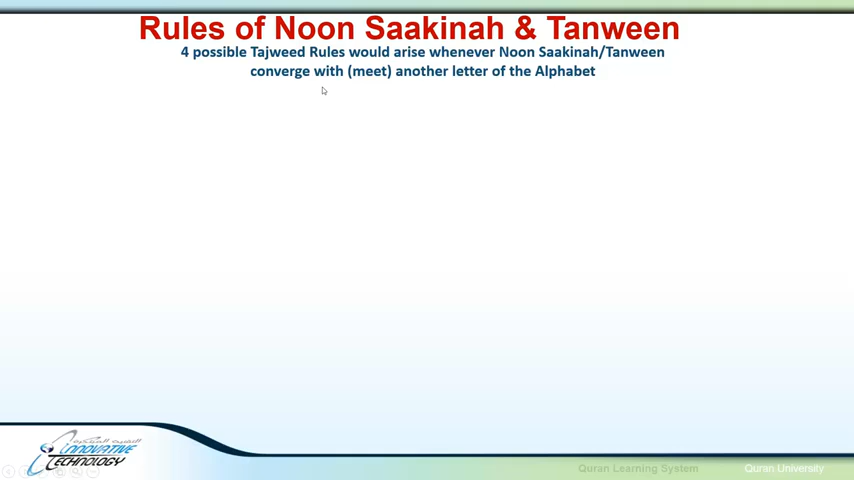 Rules of Noon Saakinah & Tanween
4 possible Tajweed Rules would arise whenever Noon Saakinah/Tanween
converge with (meet) another letter of the Alphabet
INNOVATIVE
TECHNOLOGY
Quran Learning System
Quran University